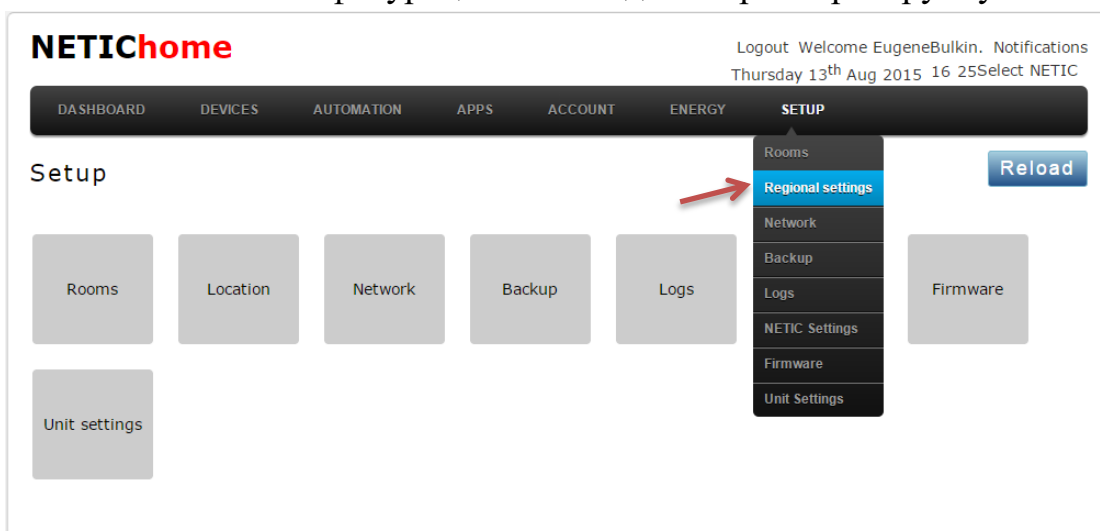 NETIChome
Logout Welcome EugeneBulkin. Notifications
Thursday 13th Aug 2015 16 25Select NETIC
DASHBOARD DEVICES AUTOMATION APPS ACCOUNT ENERGY SETUP
Setup
Reload
Rooms
Regional settings
Network
Backup
Logs
NETIC Settings
Firmware
Unit Settings
Rooms Location Network Backup Logs Firmware
Unit settings